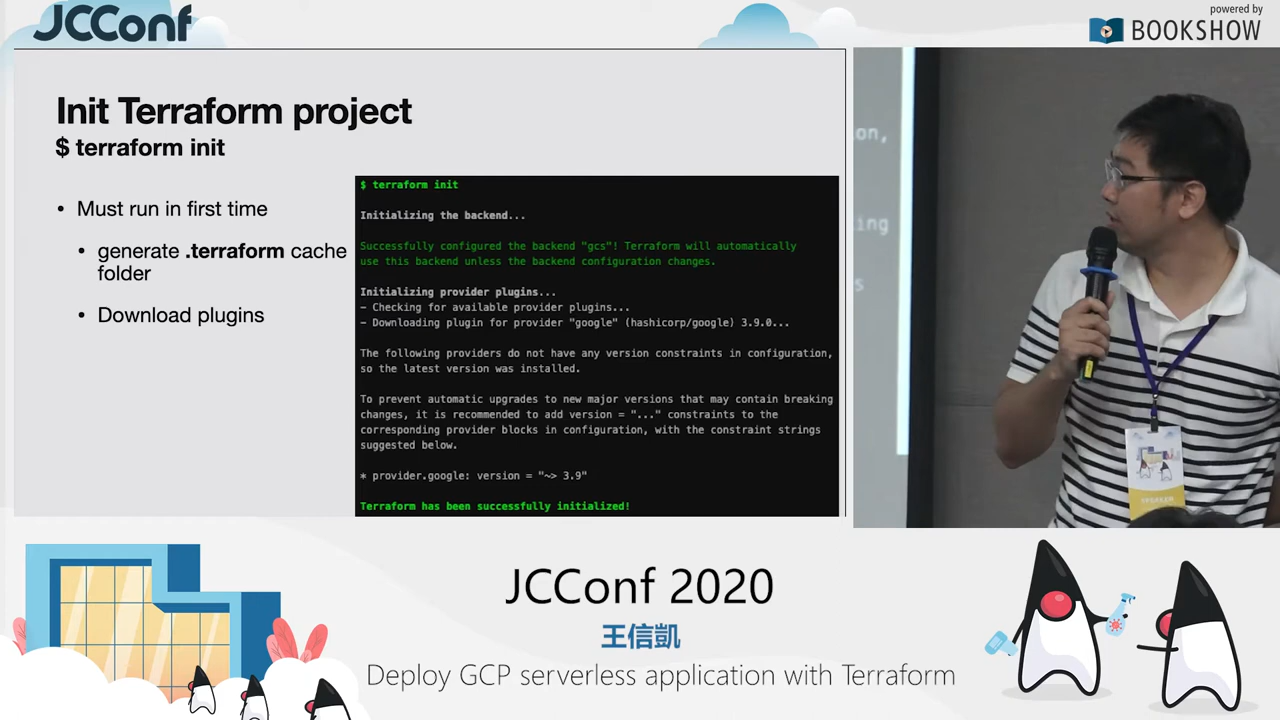 JCConf
powered by
BOOKSHOW
Init Terraform project
$ terraform init
• Must run in first time
• generate .terraform cache
folder
• Download plugins
$ terraform init
Initializing the backend...
Successfully configured the backend "gcs"! Terraform will automatically
use this backend unless the backend configuration changes.
Initializing provider plugins...
- Checking for available provider plugins...
- Downloading plugin for provider "google" (hashicorp/google) 3.9.0...
The following providers do not have any version constraints in configuration,
so the latest version was installed.
To prevent automatic upgrades to new major versions that may contain breaking
changes, it is recommended to add version = "..." constraints to the
corresponding provider blocks in configuration, with the constraint strings
suggested below.
* provider.google: version = "~> 3.9"
Terraform has been successfully initialized!
on,
ing
s
SPEAKER
JCConf 2020
王信凱
Deploy GCP serverless application with Terraform